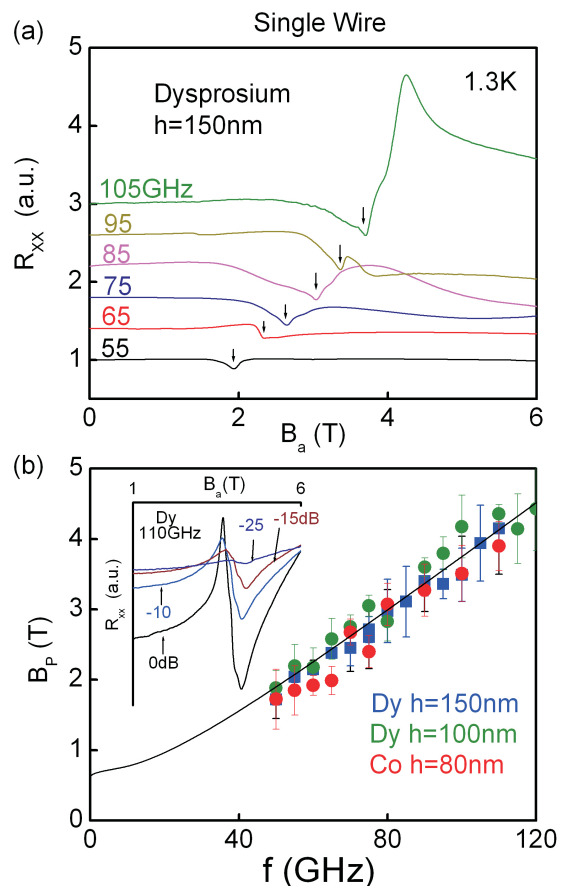 Single Wire
(a)
5
4
3
2
1
R_XX (a.u.)
Dysprosium
h=150nm
1.3K
105GHz
95
85
75
65
55
0 2 4 6
B_a (T)
(b)
5
4
3
2
1
0
B_P (T)
1 B_a(T) 6
Dy
110GHz
-25
-15dB
-10
0dB
R_xx (a.u.)
Dy h=150nm
Dy h=100nm
Co h=80nm
0 40 80 120
f (GHz)